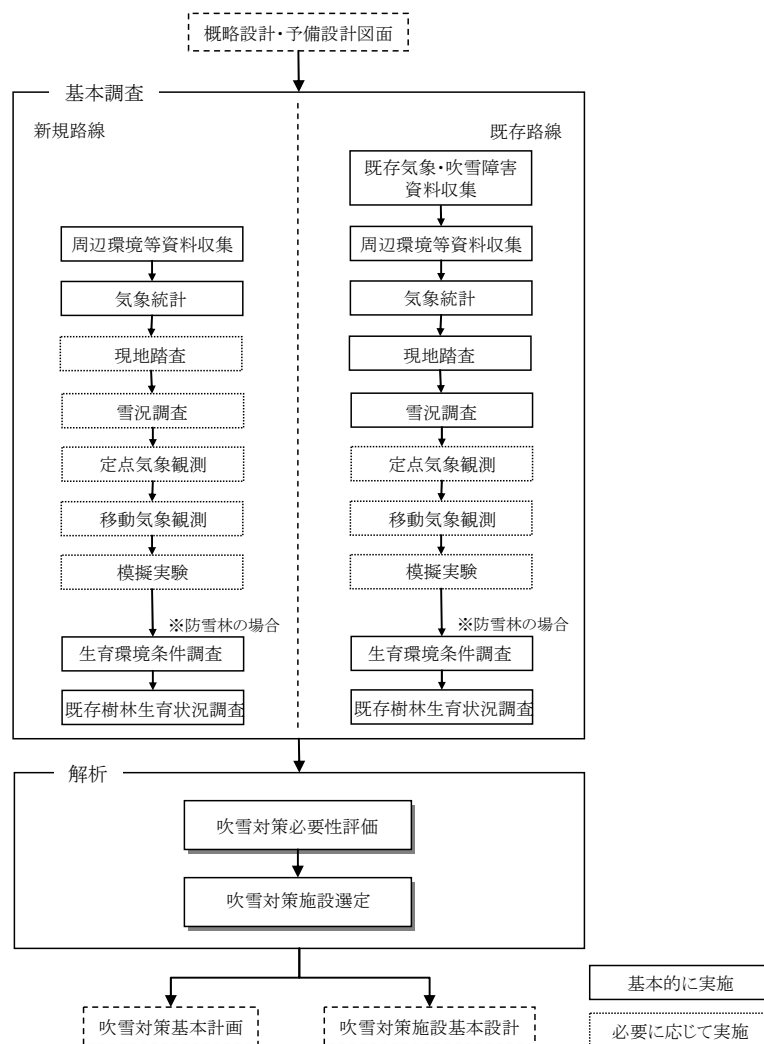 概略設計・予備設計図面
基本調査
新規路線
周辺環境等資料収集
気象統計
現地踏査
雪況調査
定点気象観測
移動気象観測
模擬実験
※防雪林の場合
生育環境条件調査
既存樹林生育状況調査
既存路線
既存気象・吹雪障害
資料収集
周辺環境等資料収集
気象統計
現地踏査
雪況調査
定点気象観測
移動気象観測
模擬実験
※防雪林の場合
生育環境条件調査
既存樹林生育状況調査
解析
吹雪対策必要性評価
吹雪対策施設選定
吹雪対策基本計画
吹雪対策施設基本設計
基本的に実施
必要に応じて実施